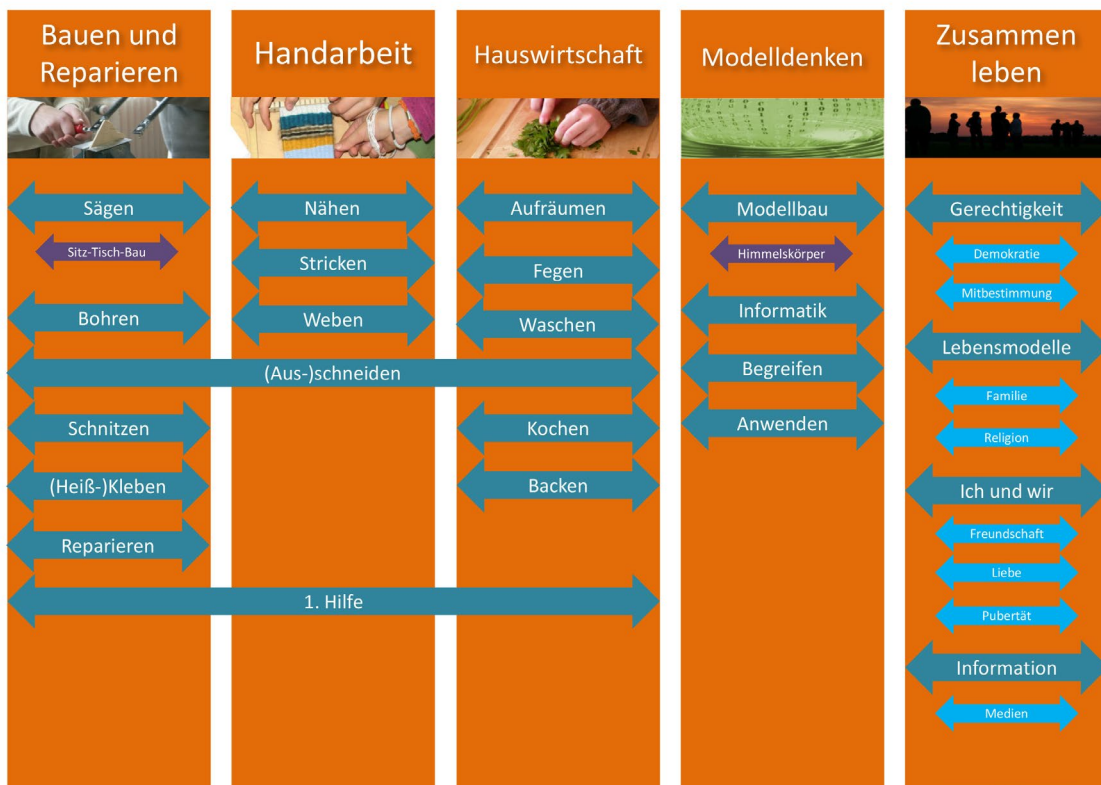 Bauen und
Reparieren
Handarbeit
Hauswirtschaft
Modelldenken
Zusammen
leben
Sägen
Sitz-Tisch-Bau
Bohren
(Aus-)schneiden
Schnitzen
(Heiß-)Kleben
Reparieren
1. Hilfe
Nähen
Stricken
Weben
Aufräumen
Fegen
Waschen
Kochen
Backen
Modellbau
Himmelskörper
Informatik
Begreifen
Anwenden
Gerechtigkeit
Demokratie
Mitbestimmung
Lebensmodelle
Familie
Religion
Ich und wir
Freundschaft
Liebe
Pubertät
Information
Medien